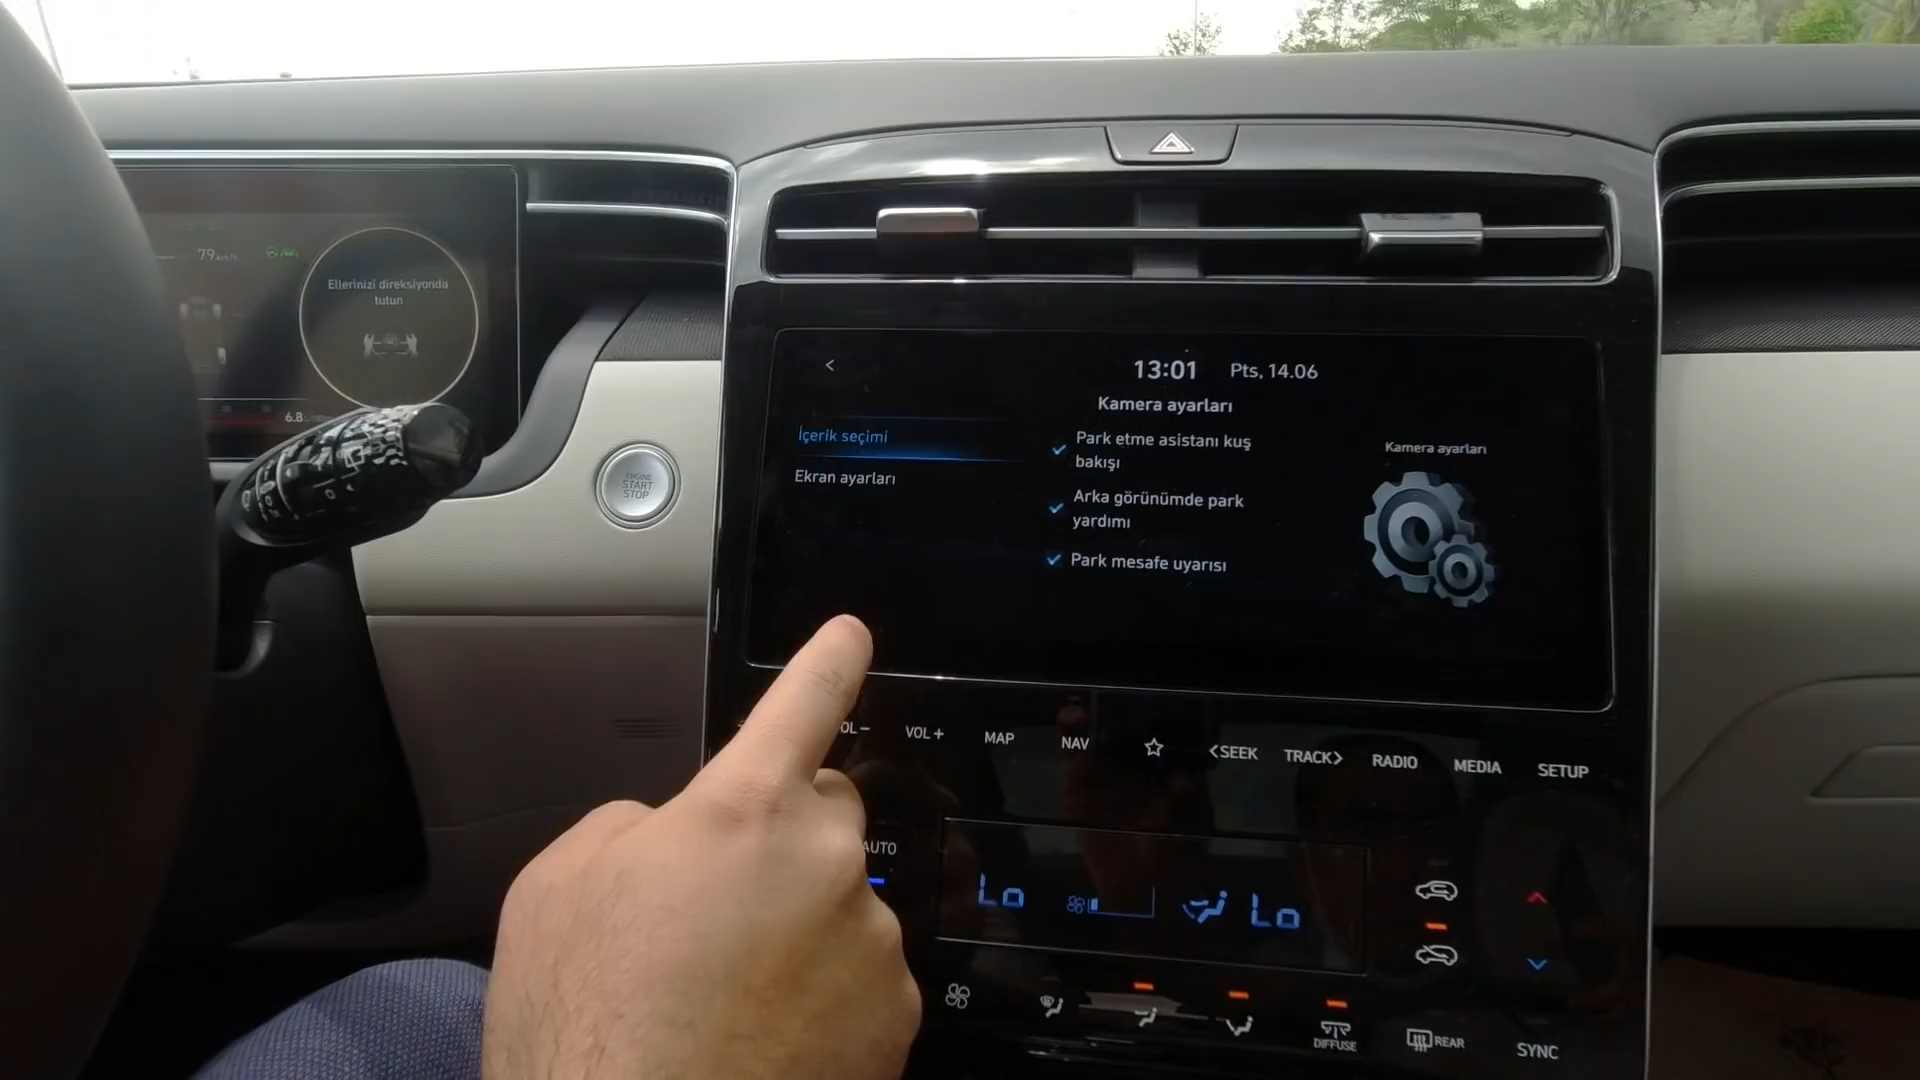 79 km/h
Ellerinizi direksiyonda
tutun
6.8
ENGINE
START
STOP
<
13:01 Pts, 14.06
Kamera ayarları
İçerik seçimi
Ekran ayarları
Park etme asistanı kuş
bakışı
Arka görünümde park
yardımı
Park mesafe uyarısı
Kamera ayarları
OL−
VOL+
MAP
NAV
<SEEK
TRACK>
RADIO
MEDIA
SETUP
AUTO
Lo
Lo
DIFFUSE
REAR
SYNC